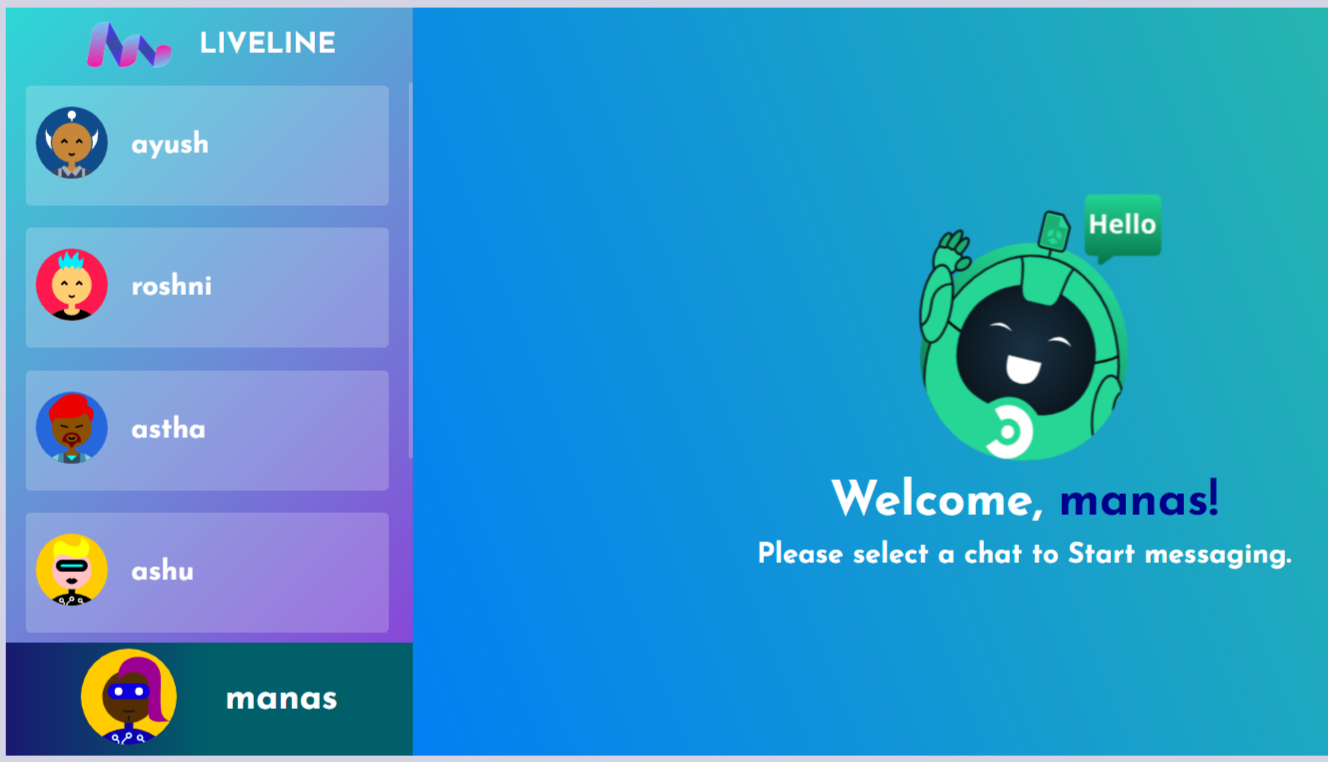 LIVELINE
ayush
roshni
astha
ashu
manas
Hello
Welcome, manas!
Please select a chat to Start messaging.